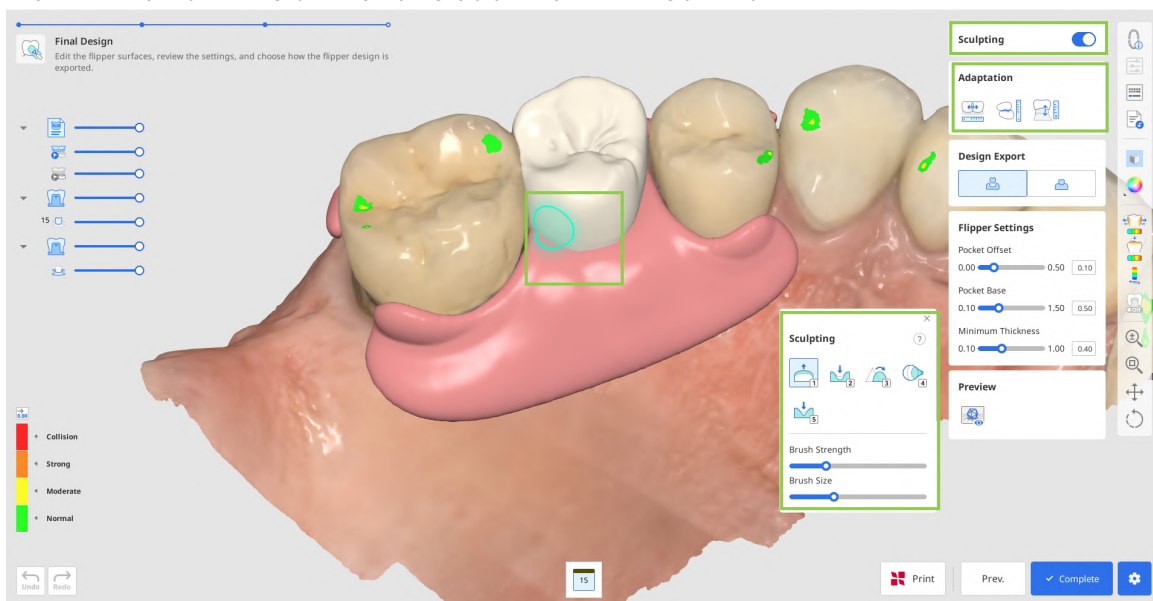 Final Design
Edit the flipper surfaces, review the settings, and choose how the flipper design is
exported.
15
0.00
Collision
Strong
Moderate
Normal
Undo
Redo
15
Sculpting
?
1
2
3
4
5
Brush Strength
Brush Size
Sculpting
Adaptation
Design Export
Flipper Settings
Pocket Offset
0.00 0.50 0.10
Pocket Base
0.10 1.50 0.50
Minimum Thickness
0.10 1.00 0.40
Preview
Print
Prev.
Complete